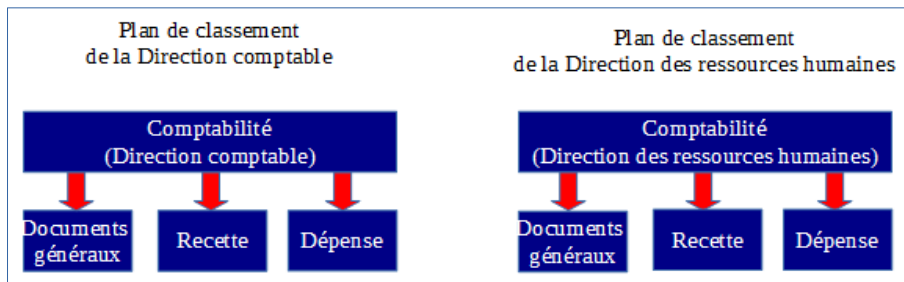 Plan de classement
de la Direction comptable
Comptabilité
(Direction comptable)
Documents
généraux
Recette
Dépense
Plan de classement
de la Direction des ressources humaines
Comptabilité
(Direction des ressources humaines)
Documents
généraux
Recette
Dépense